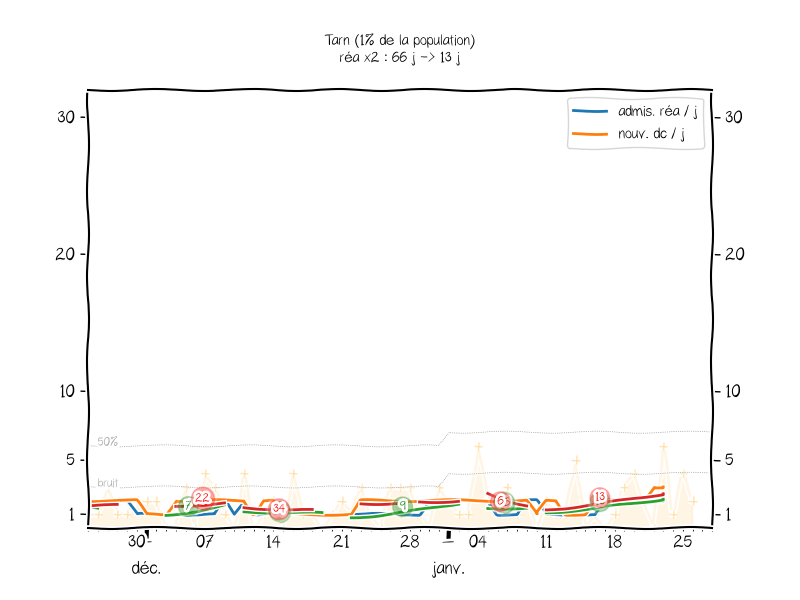 Tarn (1% de la population)
réa x2 : 66 j -> 13 j
admis. réa / j
nouv. dc / j
30 30
20 20
10 10
5 5
1 1
50%
bruit
7 22 34 9 6 13
30 07 14 21 28 04 11 18 25
déc. janv.